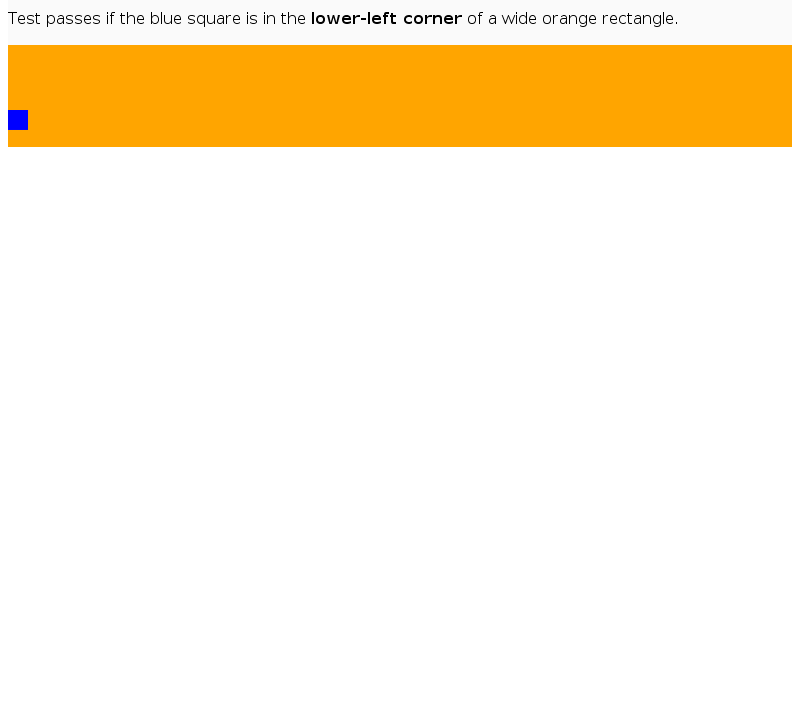 Test passes if the blue square is in the lower-left corner of a wide orange rectangle.